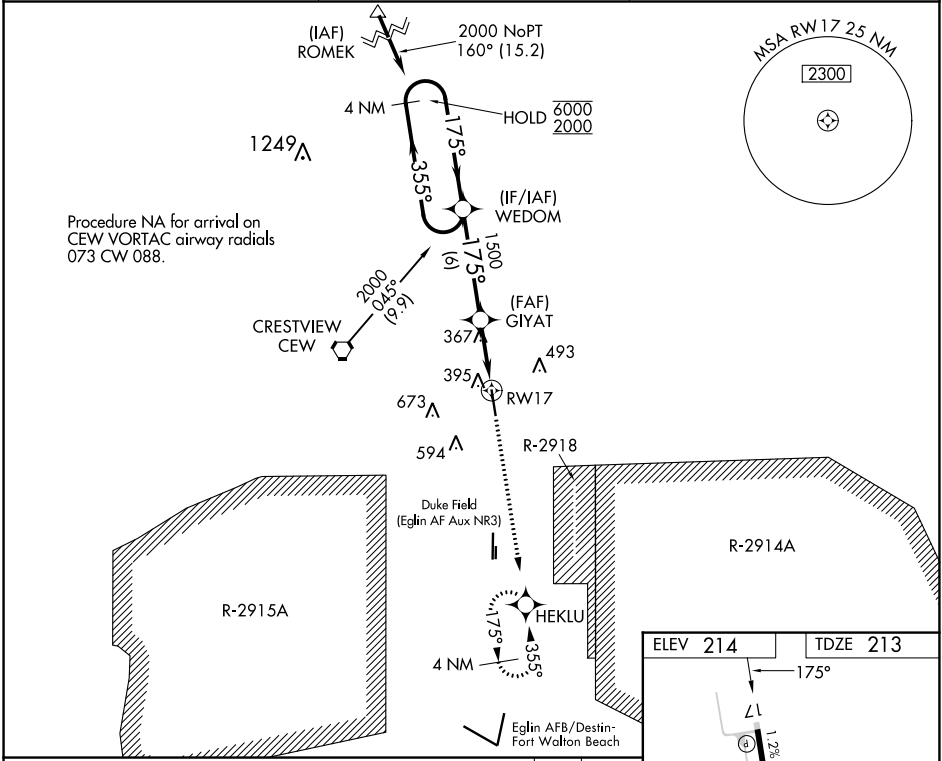 (IAF)
ROMEK
2000 NoPT
160° (15.2)
MSA RW17 25 NM
2300
4 NM
HOLD
6000
2000
175°
355°
1249
(IF/IAF)
WEDOM
Procedure NA for arrival on
CEW VORTAC airway radials
073 CW 088.
1500
175°
(6)
2000
045°
(9.9)
CRESTVIEW
CEW
(FAF)
GIYAT
367
493
395
RW17
673
594
R-2918
Duke Field
(Eglin AF Aux NR3)
R-2914A
R-2915A
HEKLU
175°
355°
4 NM
Eglin AFB/Destin-
Fort Walton Beach
ELEV 214
TDZE 213
175°
17
P
1.2%